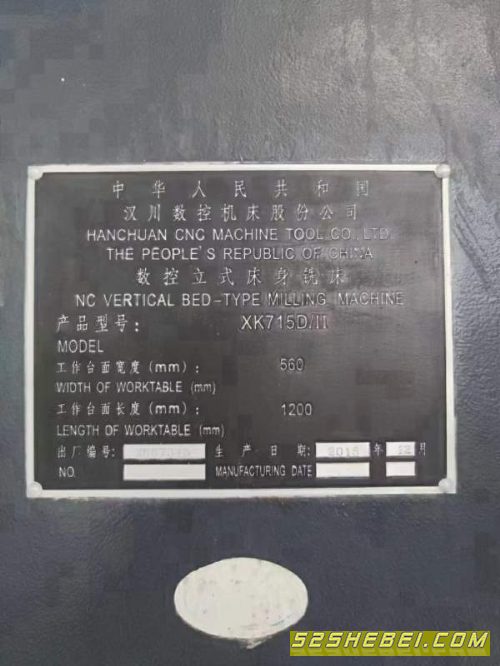 中华人民共和国
汉川数控机床股份公司
HANCHUAN CNC MACHINE TOOL CO., LTD.
THE PEOPLE'S REPUBLIC OF CHINA
数控立式床身铣床
NC VERTICAL BED-TYPE MILLING MACHINE
产品型号: XK715D/II
MODEL
工作台面宽度(mm): 560
WIDTH OF WORKTABLE (mm)
工作台面长度(mm): 1200
LENGTH OF WORKTABLE (mm)
出厂编号: 生产日期: 年 12 月
NO. MANUFACTURING DATE
52SHEBEI.COM